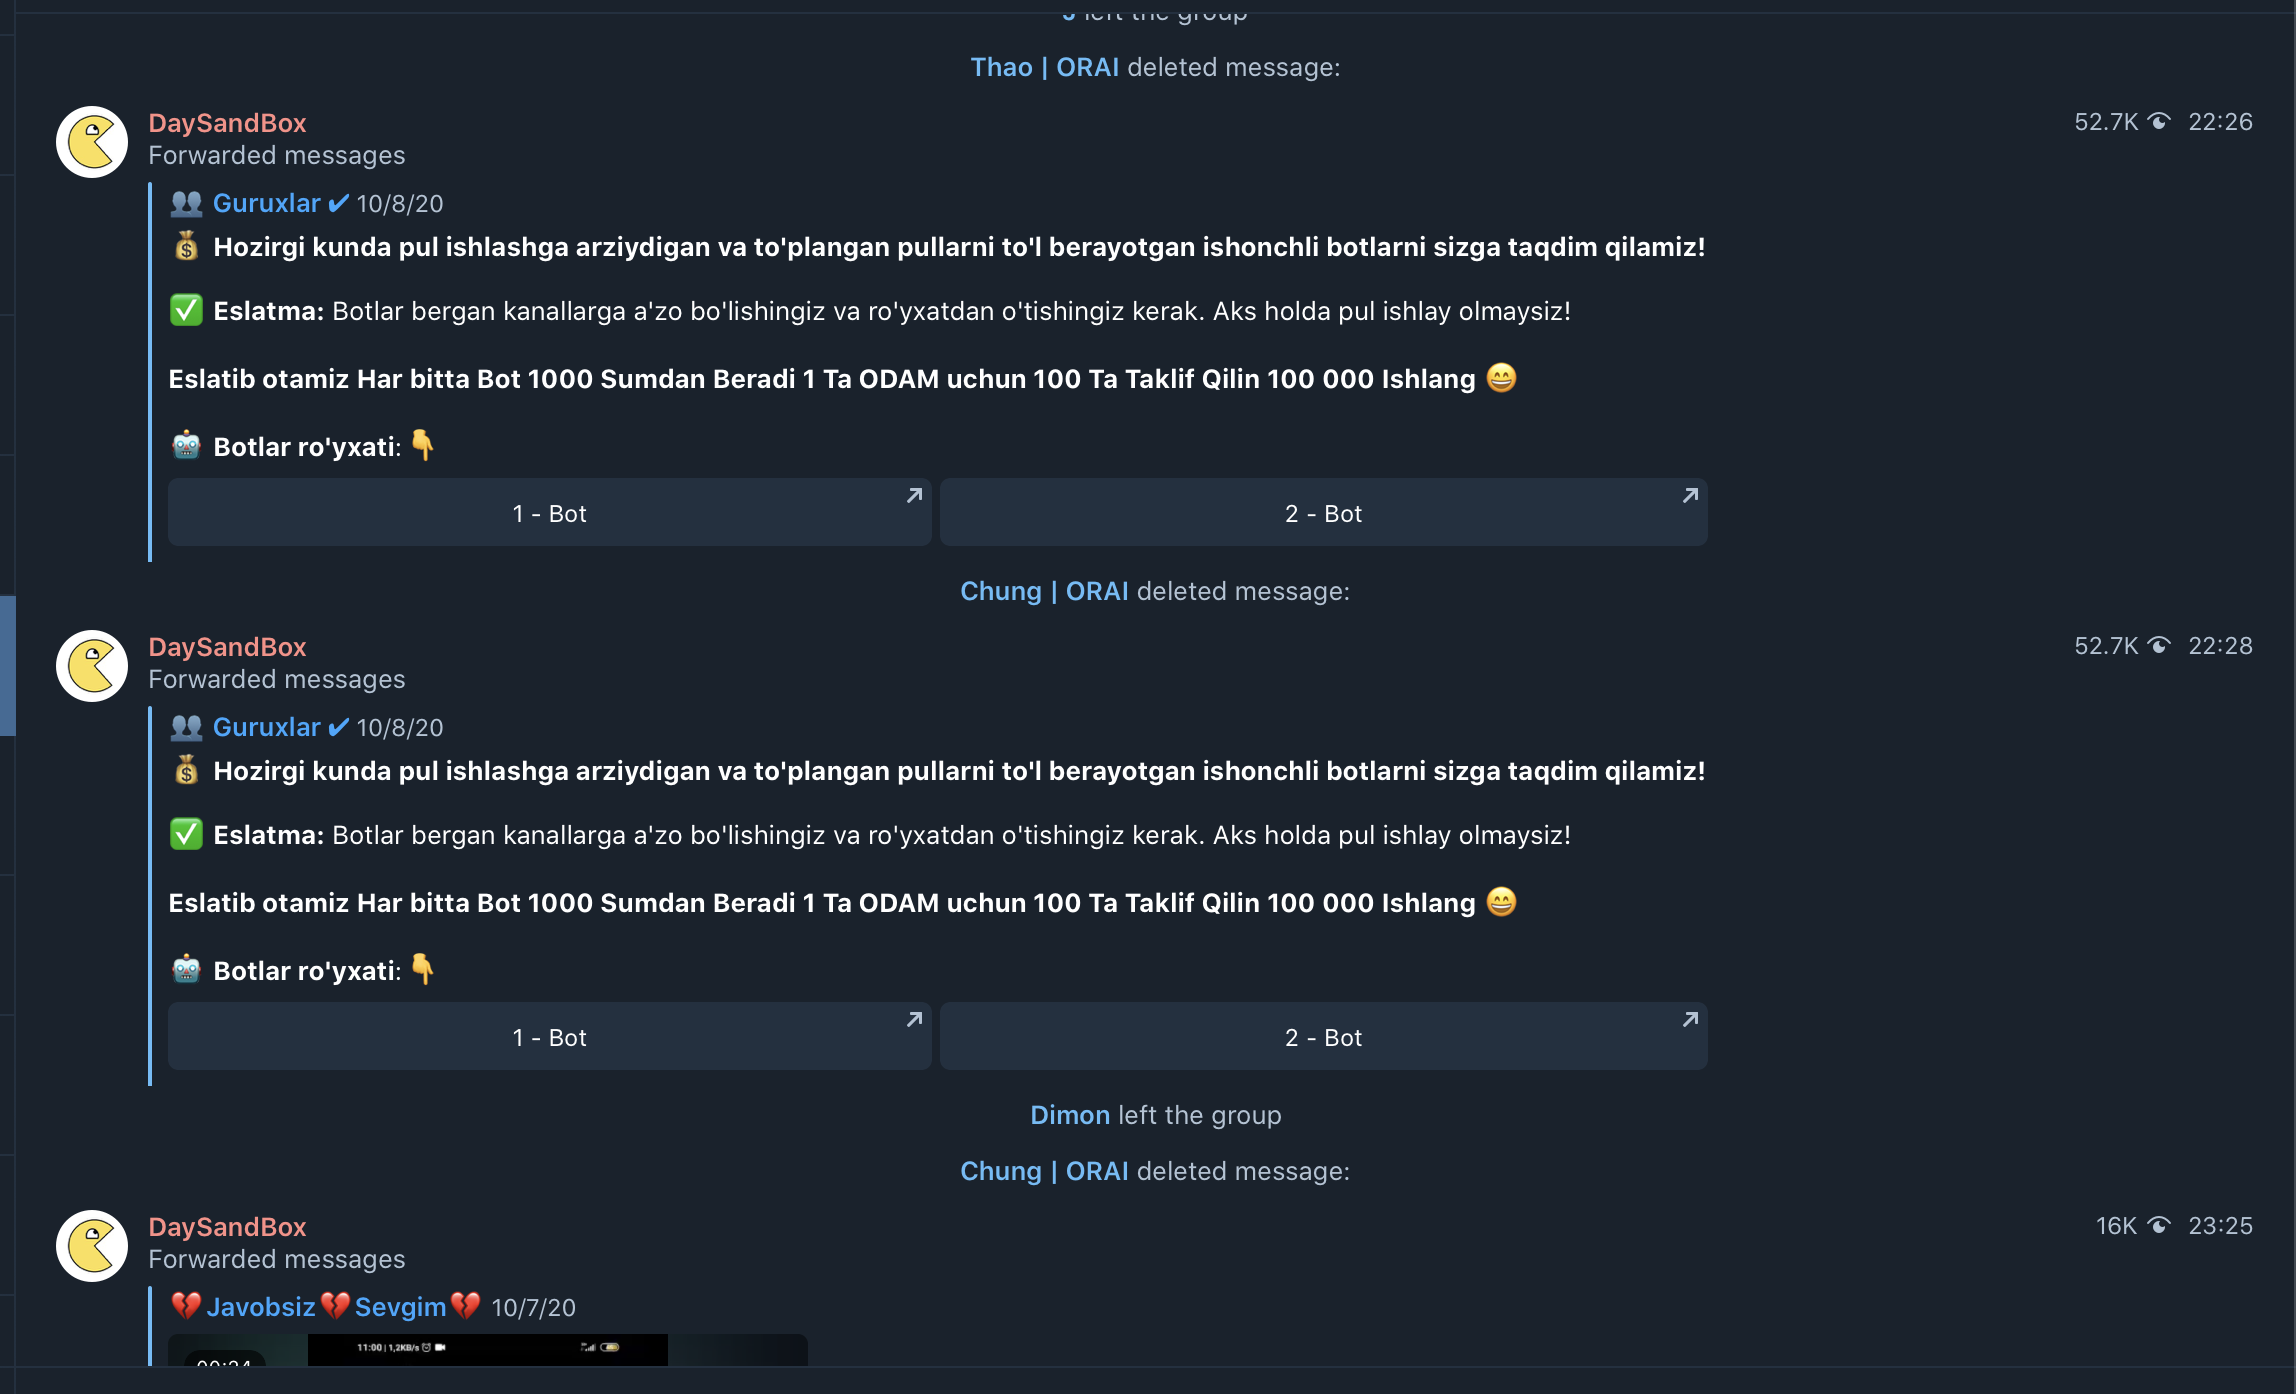 J left the group
Thao | ORAI deleted message:
DaySandBox
52.7K 22:26
Forwarded messages
👥 Guruxlar ✔ 10/8/20
💰 Hozirgi kunda pul ishlashga arziydigan va to'plangan pullarni to'l berayotgan ishonchli botlarni sizga taqdim qilamiz!
✅ Eslatma: Botlar bergan kanallarga a'zo bo'lishingiz va ro'yxatdan o'tishingiz kerak. Aks holda pul ishlay olmaysiz!
Eslatib otamiz Har bitta Bot 1000 Sumdan Beradi 1 Ta ODAM uchun 100 Ta Taklif Qilin 100 000 Ishlang 😄
🤖 Botlar ro'yxati: 👇
1 - Bot
2 - Bot
Chung | ORAI deleted message:
DaySandBox
52.7K 22:28
Forwarded messages
👥 Guruxlar ✔ 10/8/20
💰 Hozirgi kunda pul ishlashga arziydigan va to'plangan pullarni to'l berayotgan ishonchli botlarni sizga taqdim qilamiz!
✅ Eslatma: Botlar bergan kanallarga a'zo bo'lishingiz va ro'yxatdan o'tishingiz kerak. Aks holda pul ishlay olmaysiz!
Eslatib otamiz Har bitta Bot 1000 Sumdan Beradi 1 Ta ODAM uchun 100 Ta Taklif Qilin 100 000 Ishlang 😄
🤖 Botlar ro'yxati: 👇
1 - Bot
2 - Bot
Dimon left the group
Chung | ORAI deleted message:
DaySandBox
16K 23:25
Forwarded messages
💔Javobsiz💔Sevgim💔 10/7/20
11:00 | 1,2KB/s
00:24